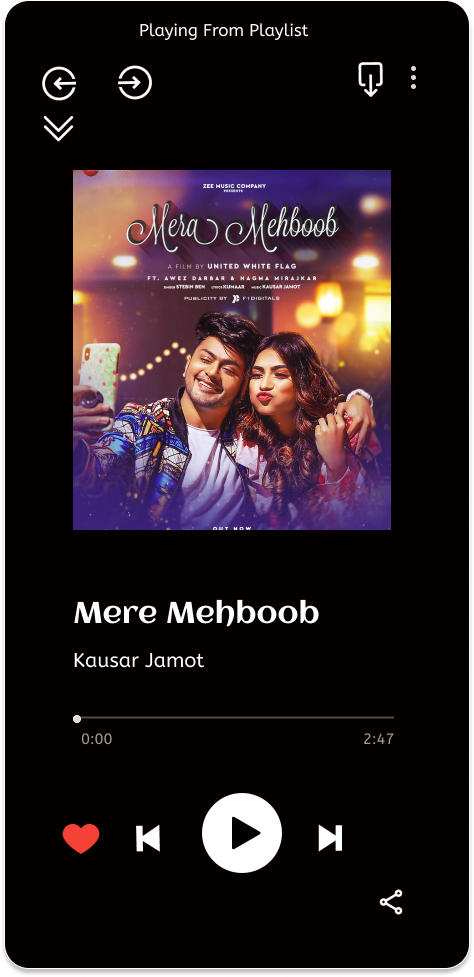 Playing From Playlist
ZEE MUSIC COMPANY
PRESENTS
Mera Mehboob
A FILM BY UNITED WHITE FLAG
FT. AWEZ DARBAR & NAGMA MIRAJKAR
SINGER STEBIN BEN LYRICS KUMAAR MUSIC KAUSAR JAMOT
PUBLICITY BY F1DIGITALS
OUT NOW
Mere Mehboob
Kausar Jamot
0:00 2:47